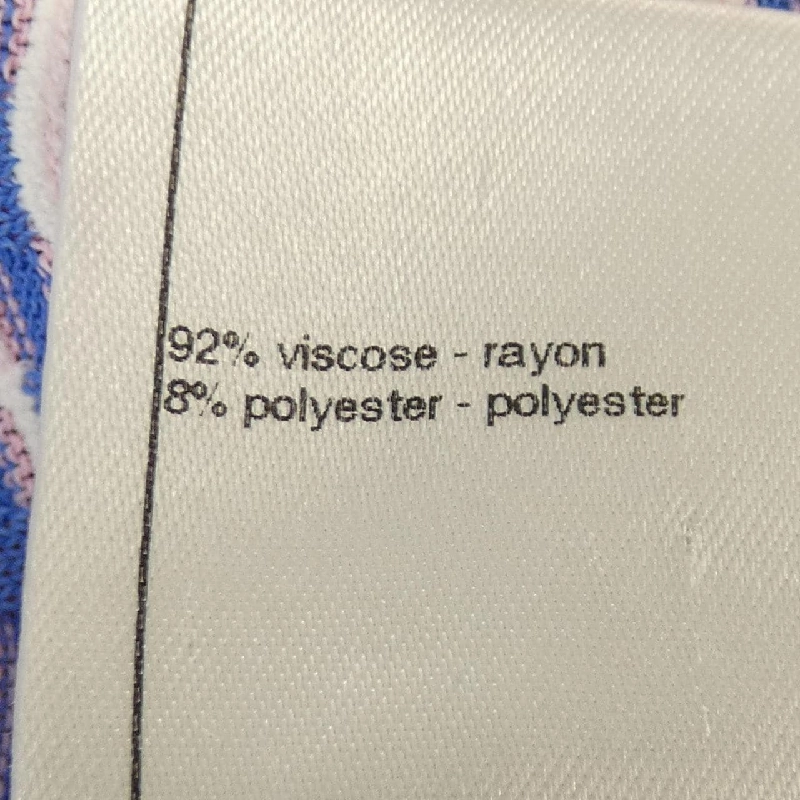 92% viscose - rayon
8% polyester - polyester